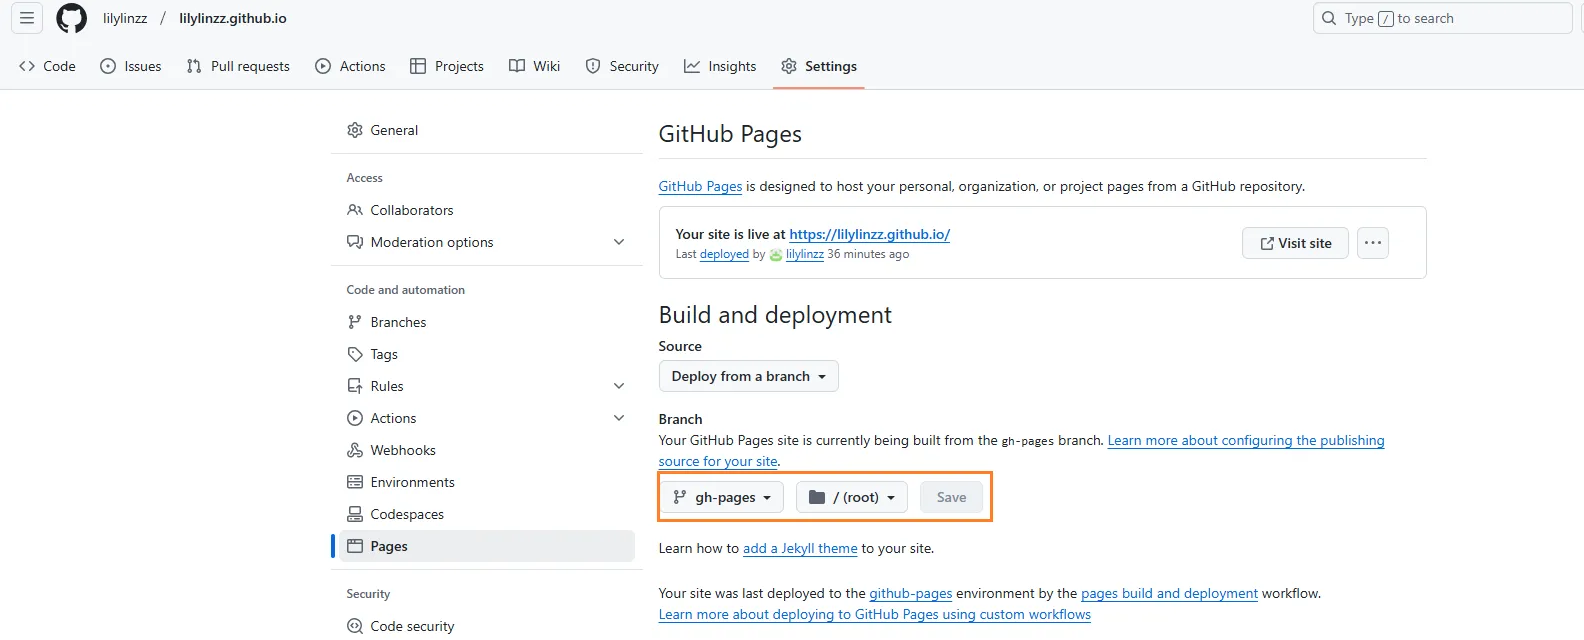 lilylinzz / lilylinzz.github.io
Type / to search
Code Issues Pull requests Actions Projects Wiki Security Insights Settings
General
Access
Collaborators
Moderation options
Code and automation
Branches
Tags
Rules
Actions
Webhooks
Environments
Codespaces
Pages
Security
Code security
GitHub Pages
GitHub Pages is designed to host your personal, organization, or project pages from a GitHub repository.
Your site is live at https://lilylinzz.github.io/
Last deployed by lilylinzz 36 minutes ago
Visit site
Build and deployment
Source
Deploy from a branch
Branch
Your GitHub Pages site is currently being built from the gh-pages branch. Learn more about configuring the publishing
source for your site.
gh-pages / (root) Save
Learn how to add a Jekyll theme to your site.
Your site was last deployed to the github-pages environment by the pages build and deployment workflow.
Learn more about deploying to GitHub Pages using custom workflows